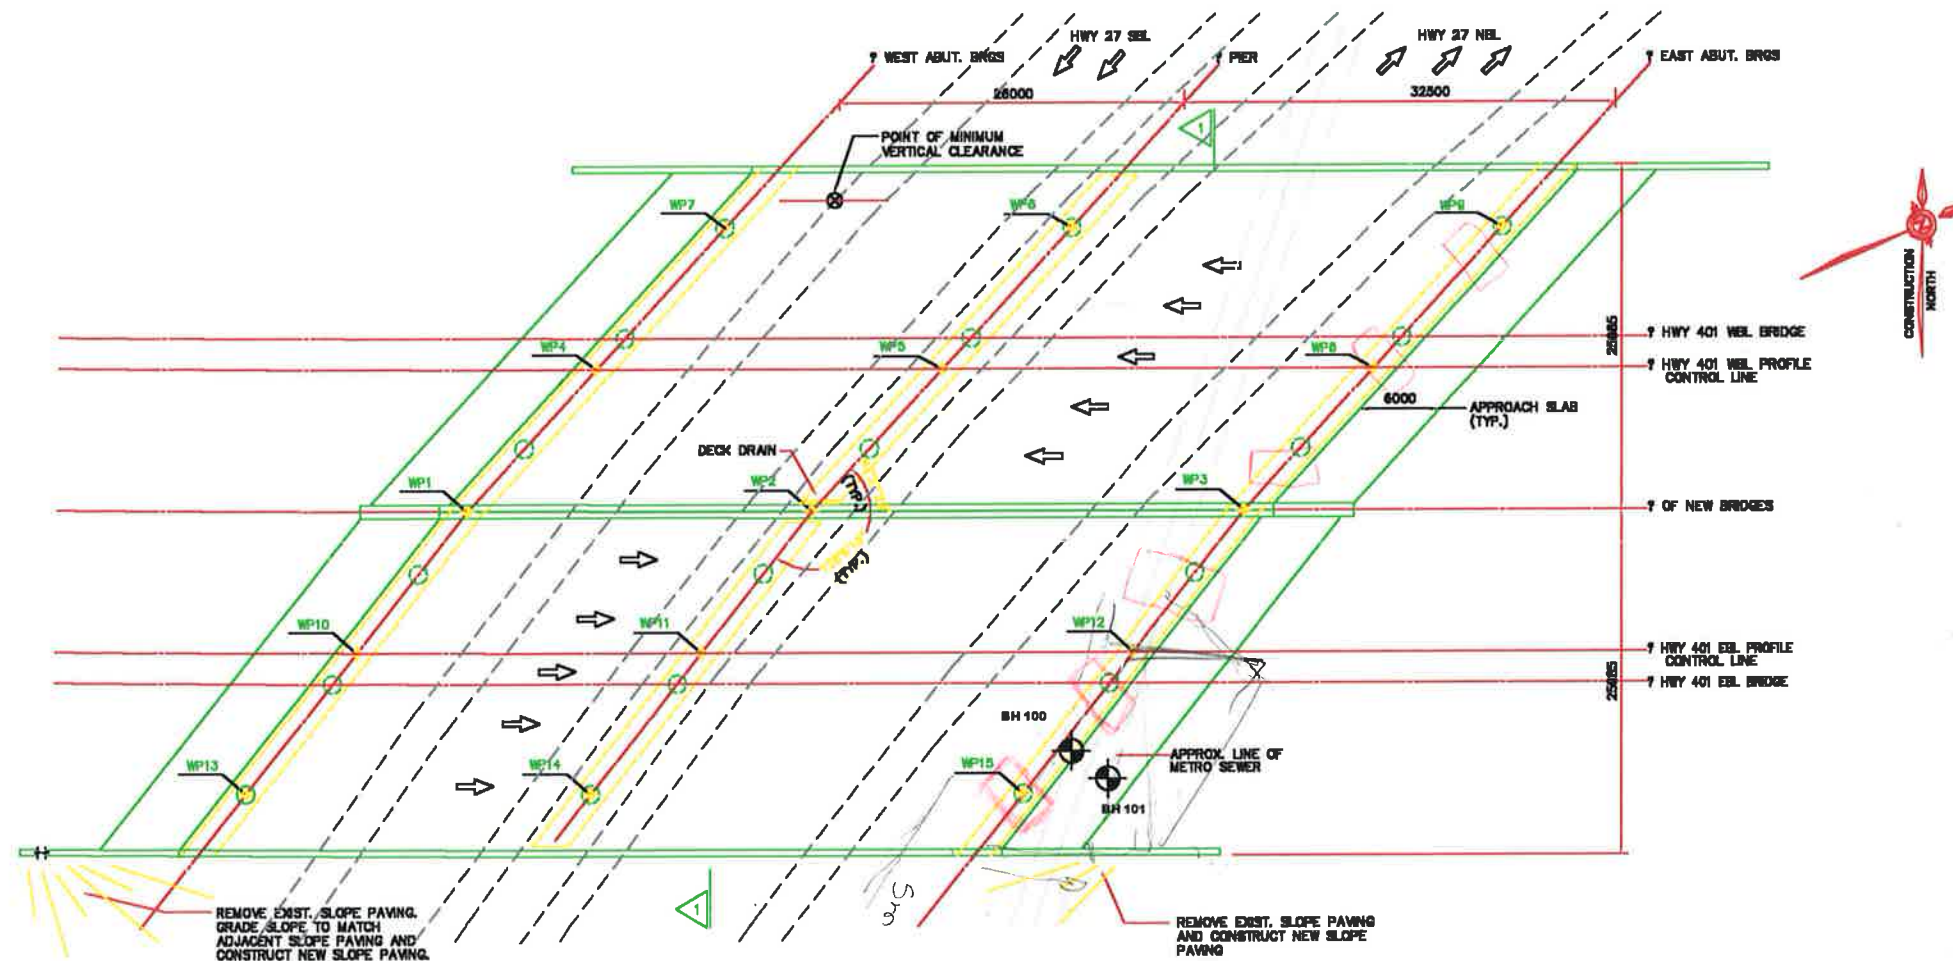 HWY 27 SBL
HWY 27 NBL
WEST ABUT. BRGS
PIER
EAST ABUT. BRGS
26000
32500
POINT OF MINIMUM
VERTICAL CLEARANCE
1
WP7
WP6
WP9
CONSTRUCTION
NORTH
HWY 401 WBL BRIDGE
WP4
WP5
WP8
HWY 401 WBL PROFILE
CONTROL LINE
6000
APPROACH SLAB
(TYP.)
DECK DRAIN
WP1
WP2
(TYP.)
WP3
OF NEW BRIDGES
(TYP.)
WP10
WP11
WP12
HWY 401 EBL PROFILE
CONTROL LINE
HWY 401 EBL BRIDGE
BH 100
APPROX. LINE OF
METRO SEWER
WP13
WP14
WP15
BH 101
1
REMOVE EXIST. SLOPE PAVING.
GRADE SLOPE TO MATCH
ADJACENT SLOPE PAVING AND
CONSTRUCT NEW SLOPE PAVING.
REMOVE EXIST. SLOPE PAVING
AND CONSTRUCT NEW SLOPE
PAVING